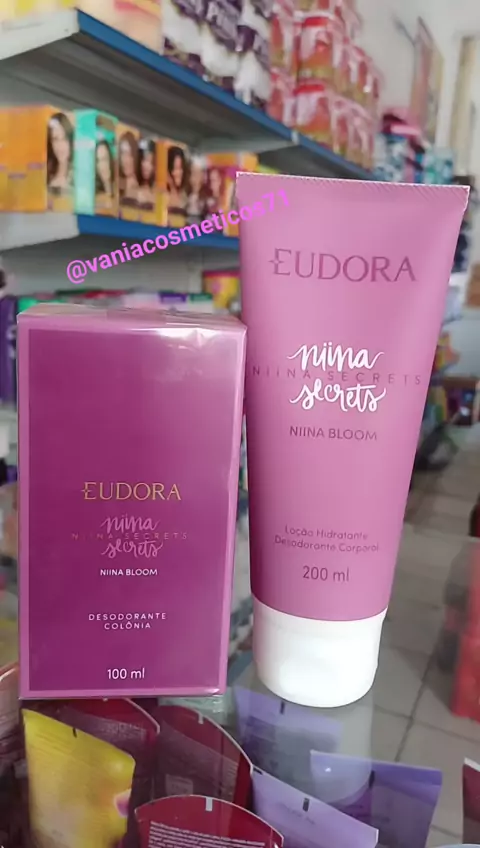 @vaniacosmeticos71
EUDORA
niina
NIINA SECRETS
secrets
NIINA BLOOM
DESODORANTE
COLÔNIA
100 ml
EUDORA
niina
NIINA SECRETS
secrets
NIINA BLOOM
Loção Hidratante
Desodorante Corporal
200 ml